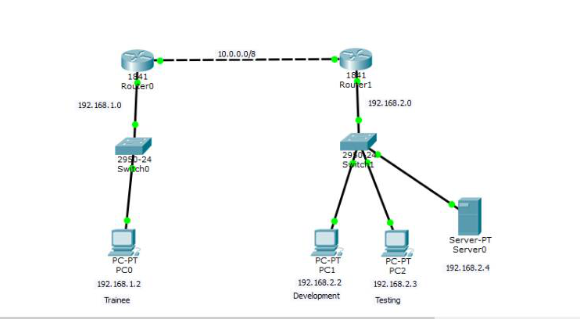 10.0.0.0/8
1841
Router0
1841
Router1
192.168.1.0
192.168.2.0
2950-24
Switch0
2950-24
Switch1
PC-PT
PC0
192.168.1.2
Trainee
PC-PT
PC1
192.168.2.2
Development
PC-PT
PC2
192.168.2.3
Testing
Server-PT
Server0
192.168.2.4